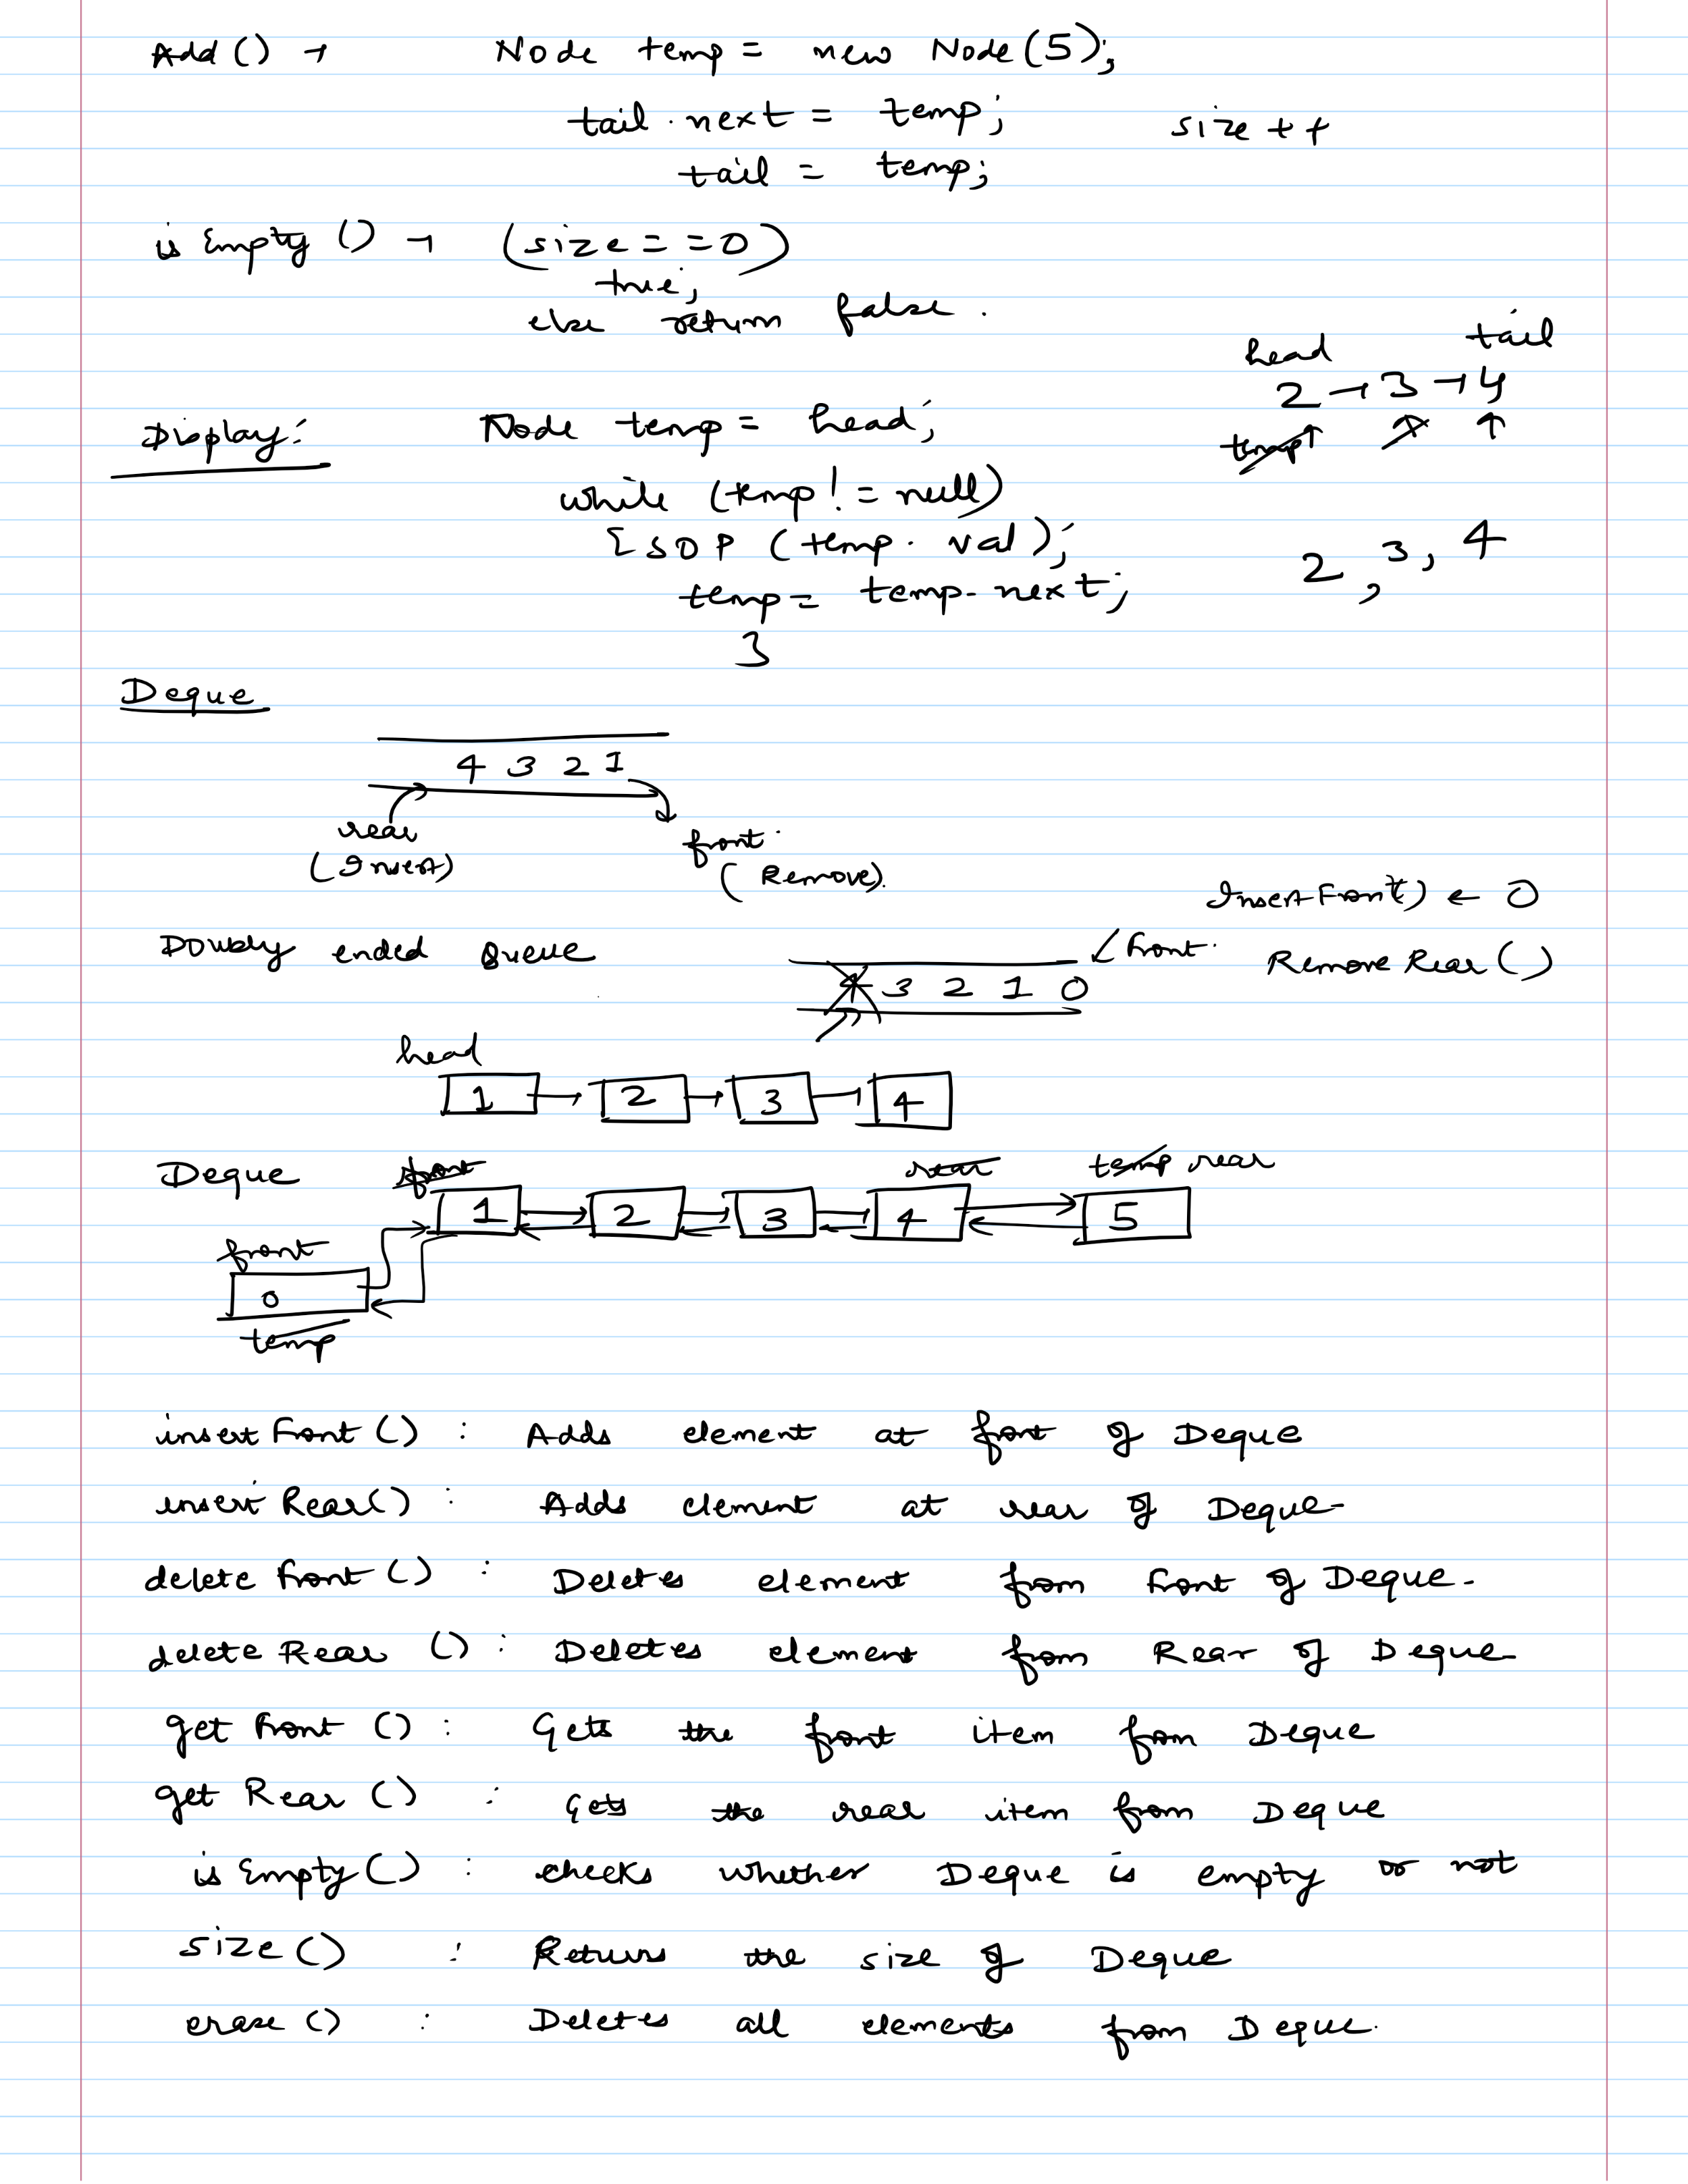 Add () → Node temp = new Node (5);
tail . next = temp; size ++
tail = temp;
is Empty () → (size == 0)
true;
else return false .
head tail
2 → 3 → 4
temp ↑ ↑ ↑
Display: Node temp = head;
while (temp != null)
{ SOP (temp. val);
2, 3, 4
temp = temp. next;
}
Deque
4 3 2 1
rear
(Insert)
front
(Remove).
InsertFront() ← 0
Doubly ended Queue
front.
Remove Rear ()
4 3 2 1 0
head
1 → 2 → 3 → 4
Deque front rear temp rear
1 2 3 4 5
front
0
temp
insert Front () : Adds element at front of Deque
insert Rear() : Adds element at rear of Deque
delete Front () : Deletes element from Front of Deque.
delete Rear () : Deletes element from Rear of Deque
get Front () : Gets the front item from Deque
get Rear () : Gets the rear item from Deque
is Empty () : checks whether Deque is empty or not
size () : Returns the size of Deque
erase () : Deletes all elements from Deque.